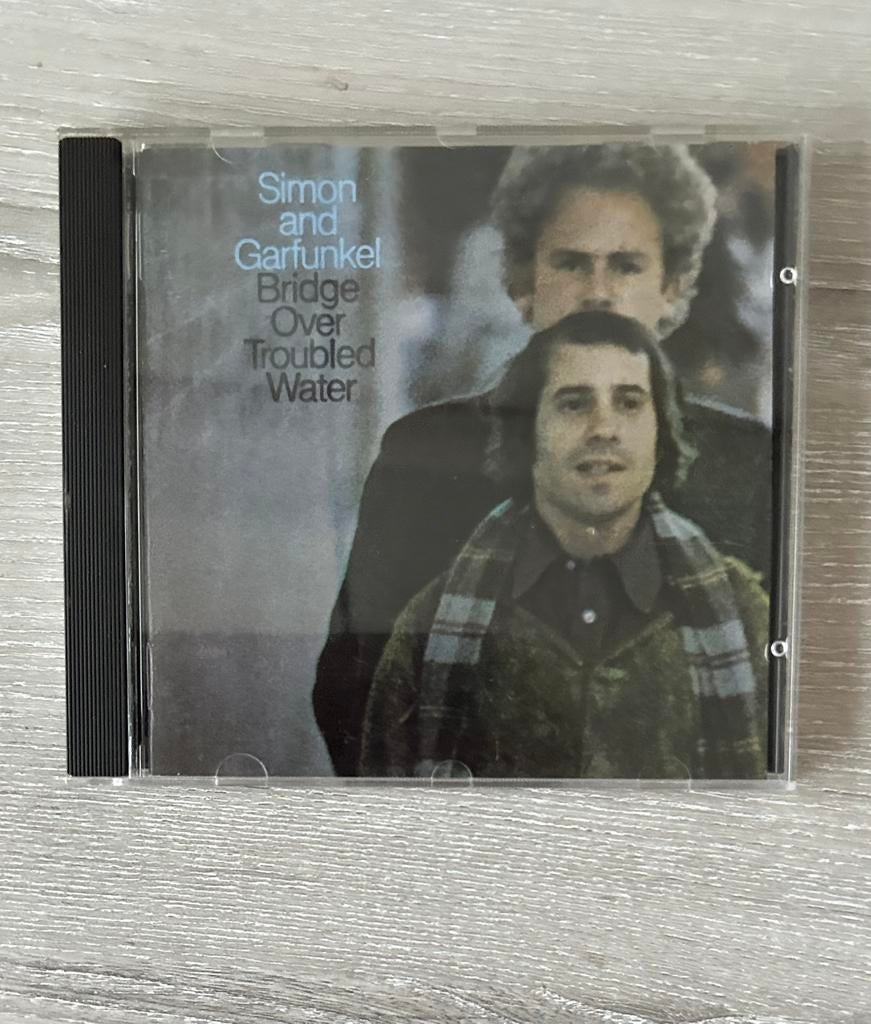 Simon
and
Garfunkel
Bridge
Over
Troubled
Water